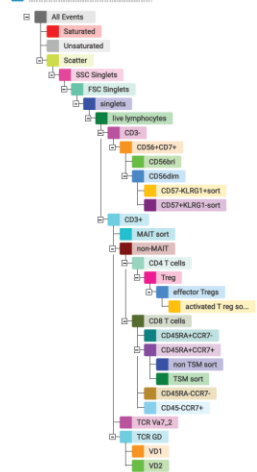 All Events
Saturated
Unsaturated
Scatter
SSC Singlets
FSC Singlets
singlets
live lymphocytes
CD3-
CD56+CD7+
CD56bri
CD56dim
CD57-KLRG1+sort
CD57+KLRG1-sort
CD3+
MAIT sort
non-MAIT
CD4 T cells
Treg
effector Tregs
activated T reg so...
CD8 T cells
CD45RA+CCR7-
CD45RA+CCR7+
non TSM sort
TSM sort
CD45RA-CCR7-
CD45-CCR7+
TCR Va7_2
TCR GD
VD1
VD2